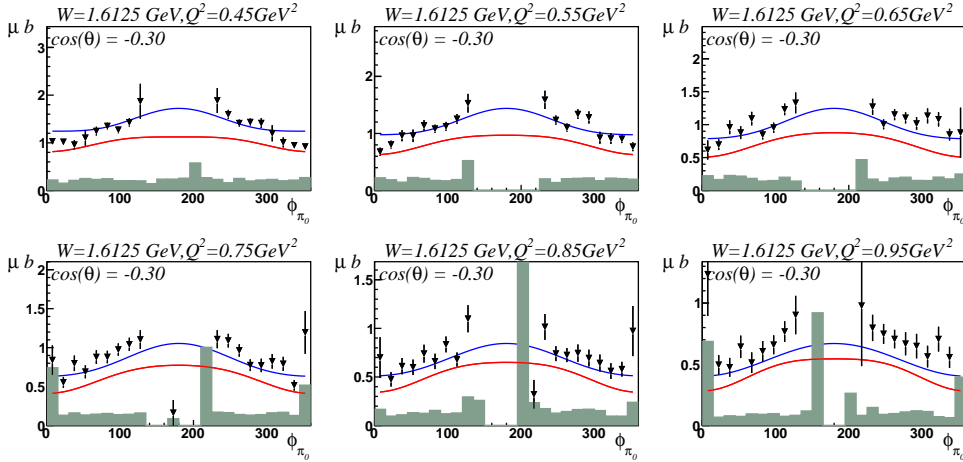 W=1.6125 GeV,Q²=0.45GeV²
μ b
cos(θ) = -0.30
3
2
1
0
0 100 200 300
ϕπ₀
W=1.6125 GeV,Q²=0.55GeV²
μ b
cos(θ) = -0.30
2
1
0
0 100 200 300
ϕπ₀
W=1.6125 GeV,Q²=0.65GeV²
μ b
cos(θ) = -0.30
1.5
1
0.5
0
0 100 200 300
ϕπ₀
W=1.6125 GeV,Q²=0.75GeV²
μ b
cos(θ) = -0.30
2
1.5
1
0.5
0
0 100 200 300
ϕπ₀
W=1.6125 GeV,Q²=0.85GeV²
μ b
cos(θ) = -0.30
1.5
1
0.5
0
0 100 200 300
ϕπ₀
W=1.6125 GeV,Q²=0.95GeV²
μ b
cos(θ) = -0.30
1
0.5
0
0 100 200 300
ϕπ₀